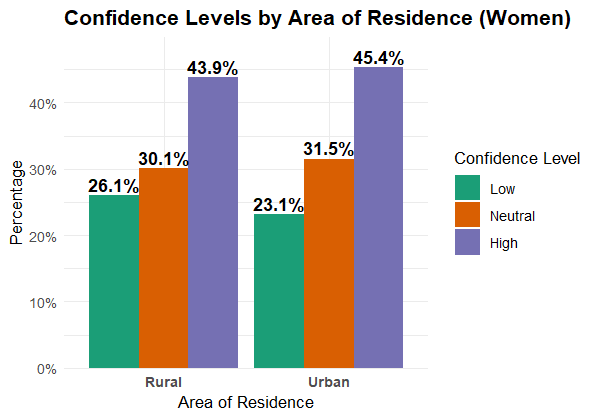 Confidence Levels by Area of Residence (Women)
45.4%
43.9%
40%
31.5%
30.1%
30%
26.1%
23.1%
20%
10%
0%
Percentage
Rural
Urban
Area of Residence
Confidence Level
Low
Neutral
High